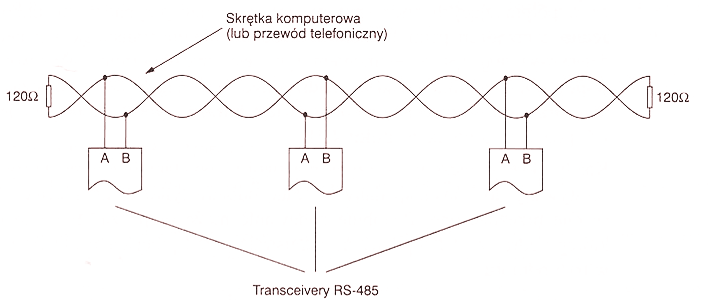 Skrętka komputerowa
(lub przewód telefoniczny)
120Ω
120Ω
A B
A B
A B
Transceivery RS-485